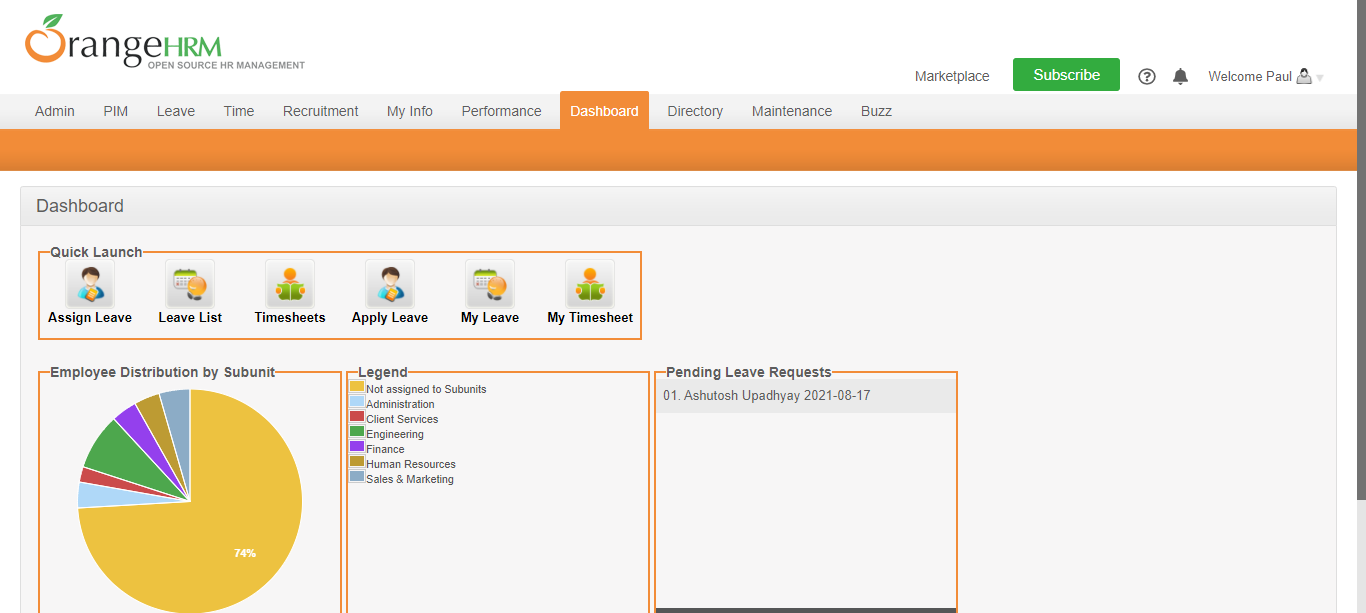 OrangeHRM
OPEN SOURCE HR MANAGEMENT
Marketplace Subscribe ? Welcome Paul
Admin PIM Leave Time Recruitment My Info Performance Dashboard Directory Maintenance Buzz
Dashboard
Quick Launch
Assign Leave Leave List Timesheets Apply Leave My Leave My Timesheet
Employee Distribution by Subunit
74%
Legend
Not assigned to Subunits
Administration
Client Services
Engineering
Finance
Human Resources
Sales & Marketing
Pending Leave Requests
01. Ashutosh Upadhyay 2021-08-17